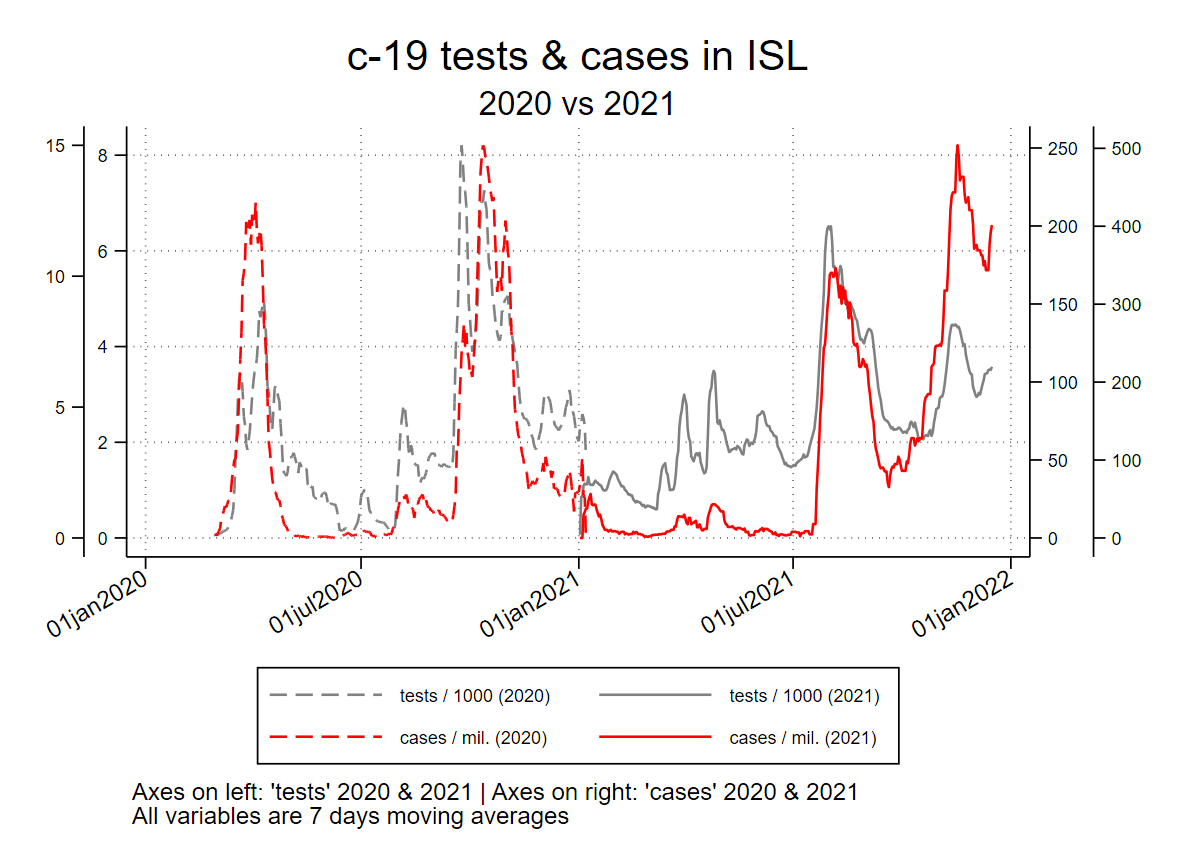 c-19 tests & cases in ISL
2020 vs 2021
15
10
5
0
8
6
4
2
0
250
200
150
100
50
0
500
400
300
200
100
0
01jan2020
01jul2020
01jan2021
01jul2021
01jan2022
tests / 1000 (2020)
tests / 1000 (2021)
cases / mil. (2020)
cases / mil. (2021)
Axes on left: 'tests' 2020 & 2021 | Axes on right: 'cases' 2020 & 2021
All variables are 7 days moving averages